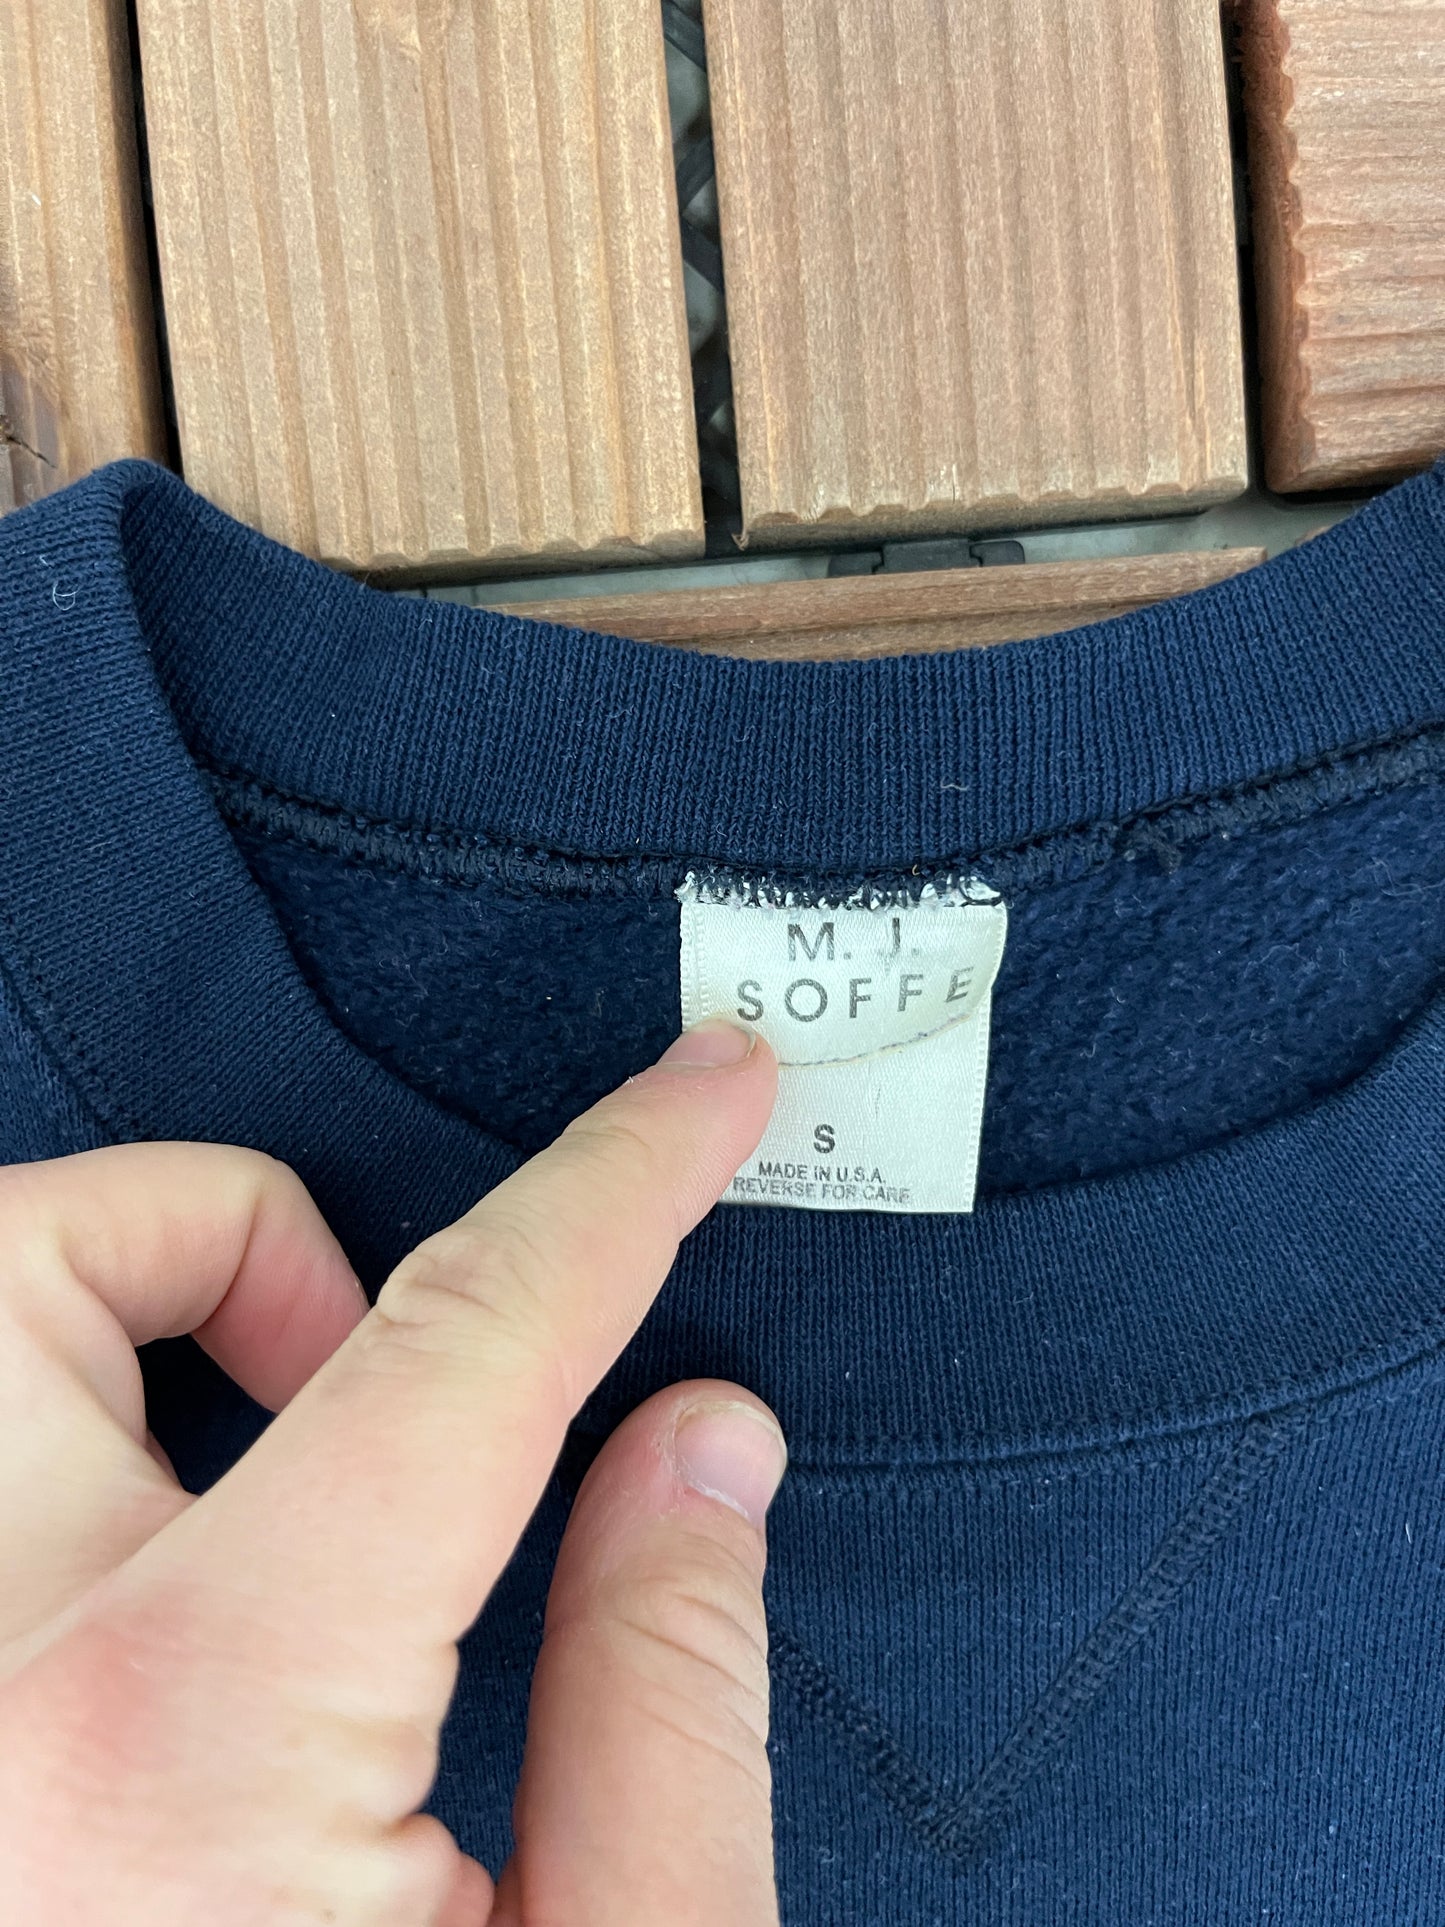 M. J.
SOFFE
S
MADE IN U.S.A.
REVERSE FOR CARE